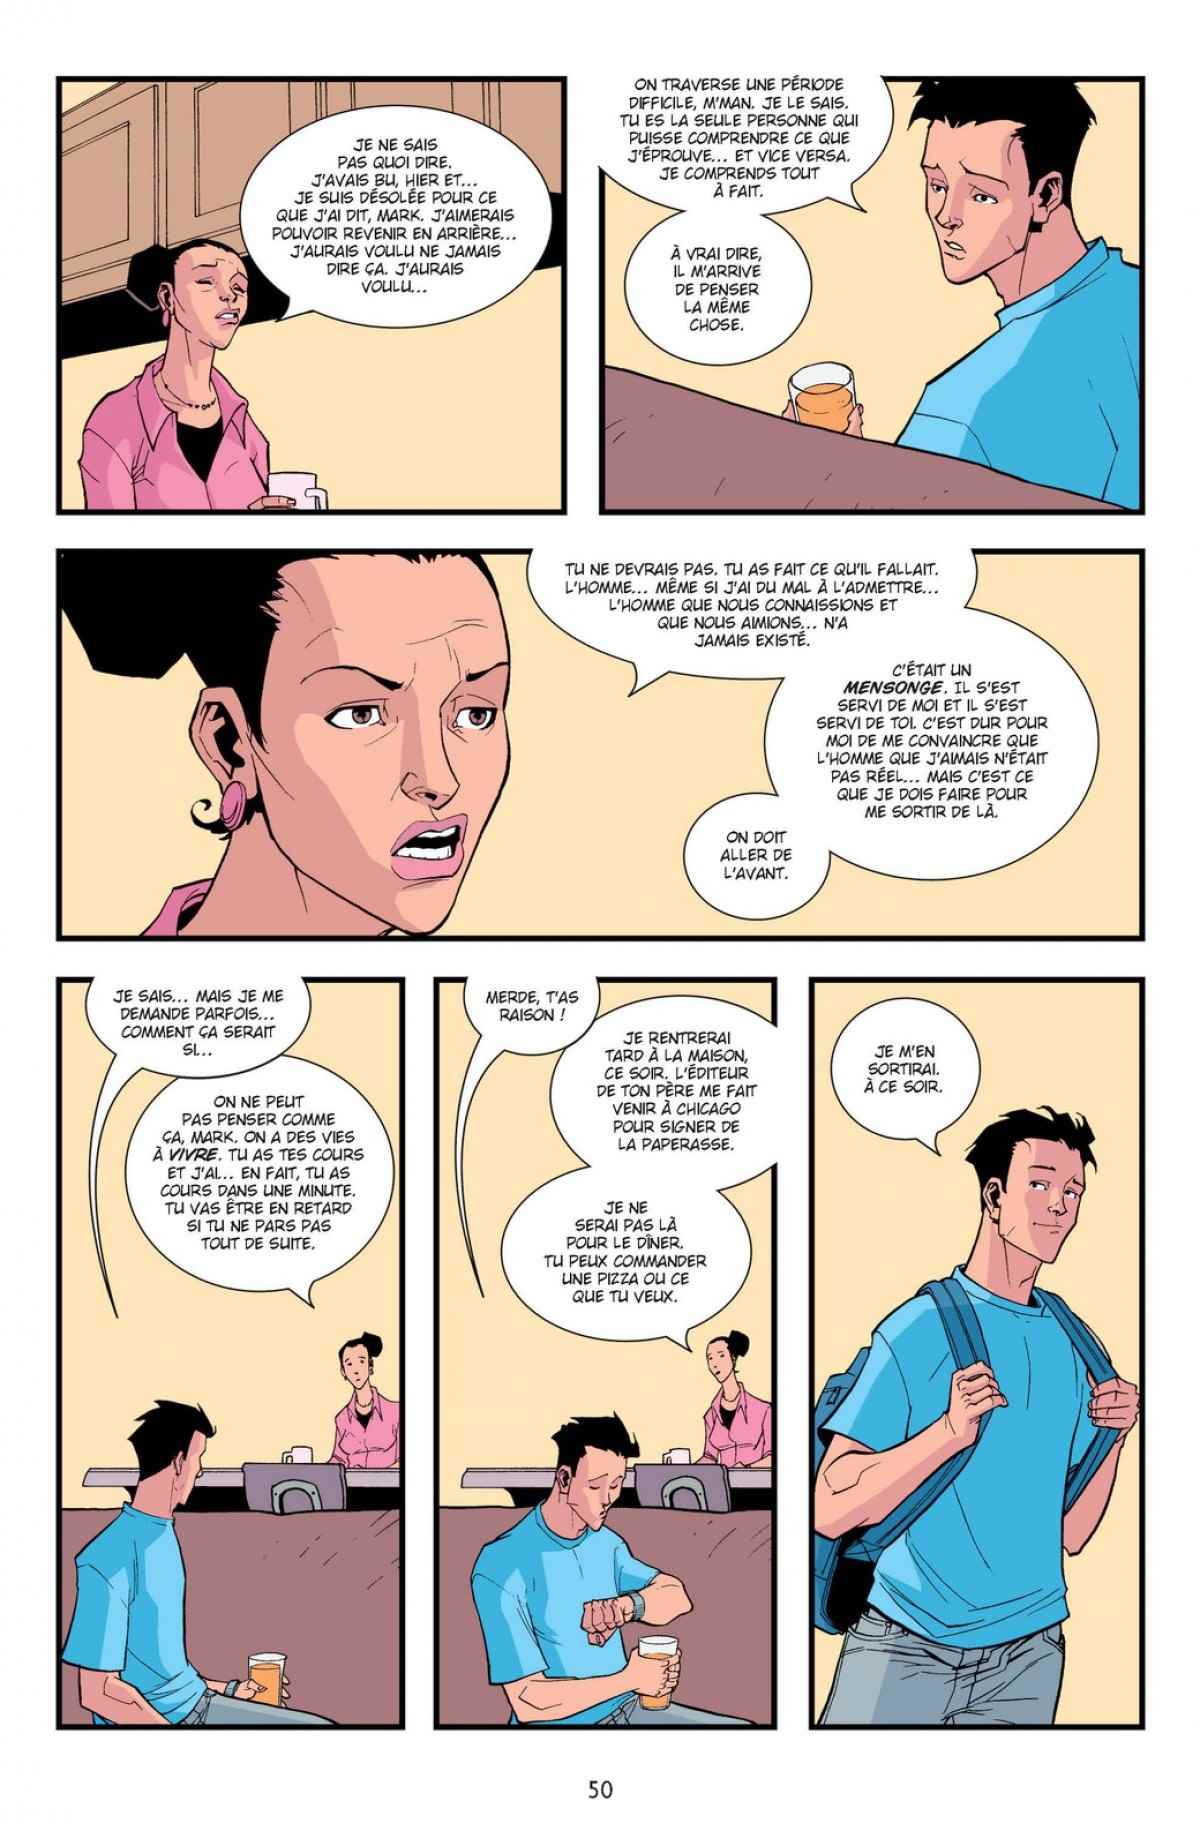 JE NE SAIS
PAS QUOI DIRE.
J'AVAIS BU, HIER ET...
JE SUIS DÉSOLÉE POUR CE
QUE J'AI DIT, MARK. J'AIMERAIS
POUVOIR REVENIR EN ARRIÈRE...
J'AURAIS VOULU NE JAMAIS
DIRE ÇA. J'AURAIS
VOULU...
ON TRAVERSE UNE PÉRIODE
DIFFICILE, M'MAN. JE LE SAIS.
TU ES LA SEULE PERSONNE QUI
PUISSE COMPRENDRE CE QUE
J'ÉPROUVE... ET VICE VERSA.
JE COMPRENDS TOUT
À FAIT.
À VRAI DIRE,
IL M'ARRIVE
DE PENSER
LA MÊME
CHOSE.
TU NE DEVRAIS PAS. TU AS FAIT CE QU'IL FALLAIT.
L'HOMME... MÊME SI J'AI DU MAL À L'ADMETTRE...
L'HOMME QUE NOUS CONNAISSIONS ET
QUE NOUS AIMIONS... N'A
JAMAIS EXISTÉ.
C'ÉTAIT UN
MENSONGE. IL S'EST
SERVI DE MOI ET IL S'EST
SERVI DE TOI. C'EST DUR POUR
MOI DE ME CONVAINCRE QUE
L'HOMME QUE J'AIMAIS N'ÉTAIT
PAS RÉEL... MAIS C'EST CE
QUE JE DOIS FAIRE POUR
ME SORTIR DE LÀ.
ON DOIT
ALLER DE
L'AVANT.
JE SAIS... MAIS JE ME
DEMANDE PARFOIS...
COMMENT ÇA SERAIT
SI...
ON NE PEUT
PAS PENSER COMME
ÇA, MARK. ON A DES VIES
À VIVRE. TU AS TES COURS
ET J'AI... EN FAIT, TU AS
COURS DANS UNE MINUTE.
TU VAS ÊTRE EN RETARD
SI TU NE PARS PAS
TOUT DE SUITE.
MERDE, T'AS
RAISON !
JE RENTRERAI
TARD À LA MAISON,
CE SOIR. L'ÉDITEUR
DE TON PÈRE ME FAIT
VENIR À CHICAGO
POUR SIGNER DE
LA PAPERASSE.
JE NE
SERAI PAS LÀ
POUR LE DÎNER.
TU PEUX COMMANDER
UNE PIZZA OU CE
QUE TU VEUX.
JE M'EN
SORTIRAI.
À CE SOIR.
50